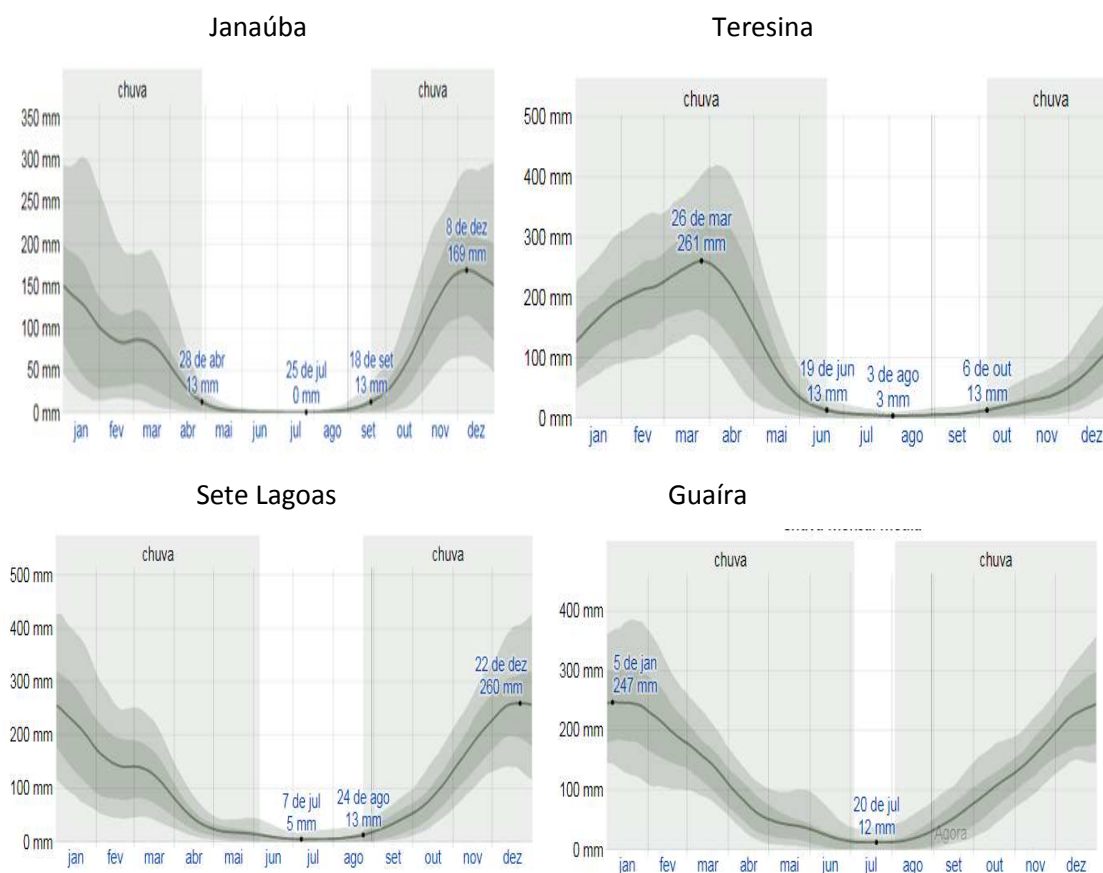 Janaúba
chuva
chuva
350 mm
300 mm
250 mm
200 mm
150 mm
100 mm
50 mm
0 mm
8 de dez
169 mm
28 de abr
13 mm
25 de jul
0 mm
18 de set
13 mm
jan fev mar abr mai jun jul ago set out nov dez
Teresina
chuva
chuva
500 mm
400 mm
300 mm
200 mm
100 mm
0 mm
26 de mar
261 mm
19 de jun
13 mm
3 de ago
3 mm
6 de out
13 mm
jan fev mar abr mai jun jul ago set out nov dez
Sete Lagoas
chuva
chuva
500 mm
400 mm
300 mm
200 mm
100 mm
0 mm
22 de dez
260 mm
7 de jul
5 mm
24 de ago
13 mm
jan fev mar abr mai jun jul ago set out nov dez
Guaíra
chuva
chuva
400 mm
300 mm
200 mm
100 mm
0 mm
5 de jan
247 mm
20 de jul
12 mm
Agora
jan fev mar abr mai jun jul ago set out nov dez